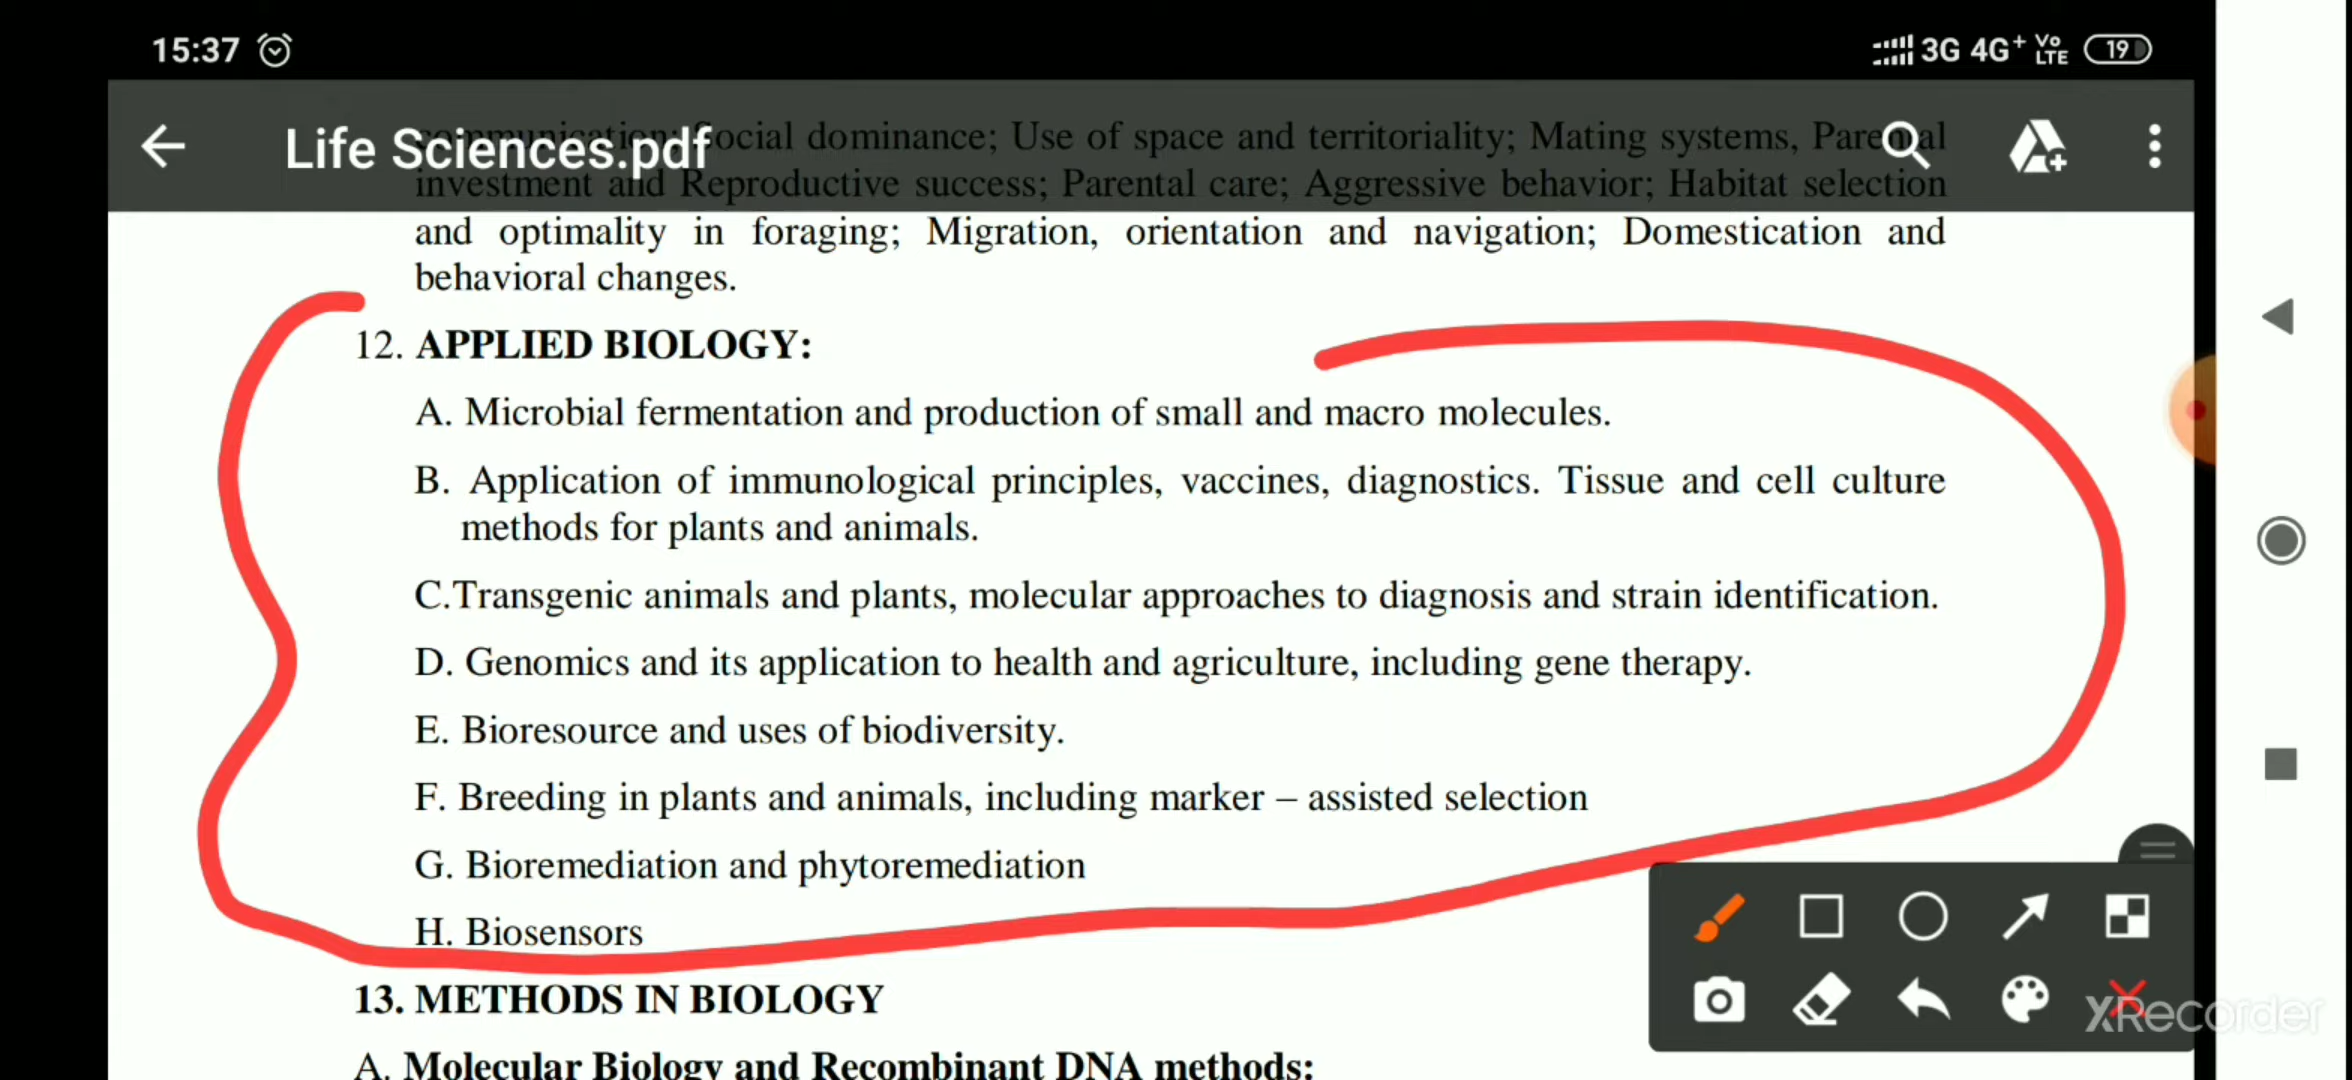 15:37 3G 4G+ Vo LTE 19
Life Sciences.pdf
communication; Social dominance; Use of space and territoriality; Mating systems, Parental
investment and Reproductive success; Parental care; Aggressive behavior; Habitat selection
and optimality in foraging; Migration, orientation and navigation; Domestication and
behavioral changes.
12. APPLIED BIOLOGY:
A. Microbial fermentation and production of small and macro molecules.
B. Application of immunological principles, vaccines, diagnostics. Tissue and cell culture
methods for plants and animals.
C.Transgenic animals and plants, molecular approaches to diagnosis and strain identification.
D. Genomics and its application to health and agriculture, including gene therapy.
E. Bioresource and uses of biodiversity.
F. Breeding in plants and animals, including marker – assisted selection
G. Bioremediation and phytoremediation
H. Biosensors
13. METHODS IN BIOLOGY
A. Molecular Biology and Recombinant DNA methods:
XRecorder